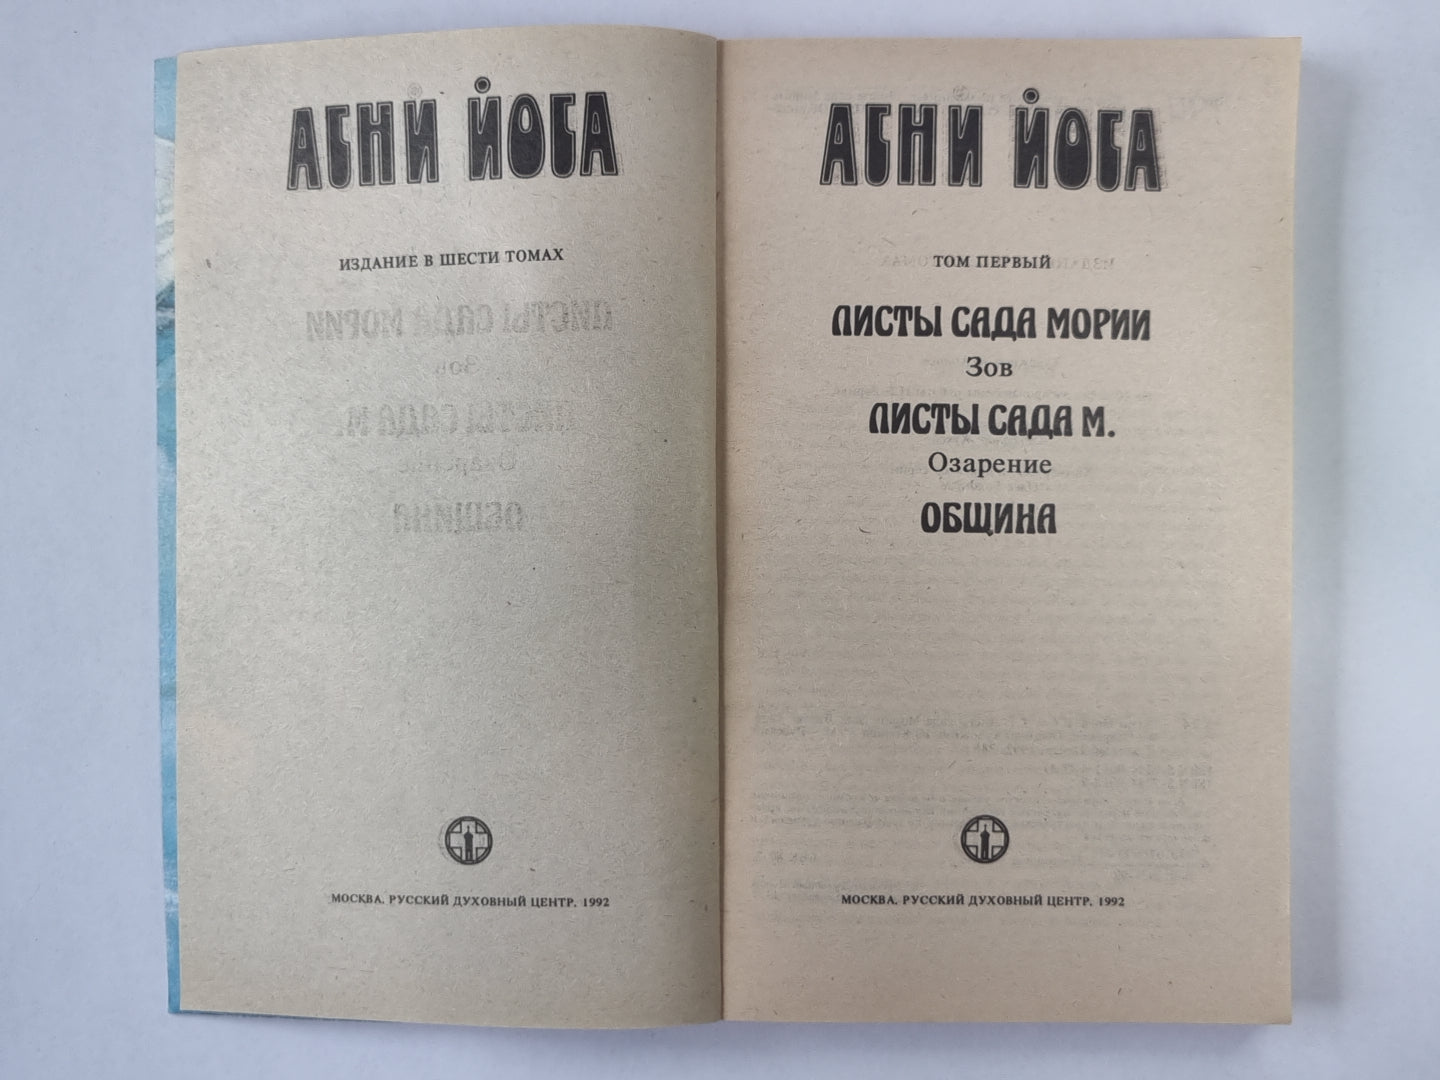 АГНИ ЙОГА
ИЗДАНИЕ В ШЕСТИ ТОМАХ
МОСКВА. РУССКИЙ ДУХОВНЫЙ ЦЕНТР. 1992
АГНИ ЙОГА
ТОМ ПЕРВЫЙ
ЛИСТЫ САДА МОРИИ
Зов
ЛИСТЫ САДА М.
Озарение
ОБЩИНА
МОСКВА. РУССКИЙ ДУХОВНЫЙ ЦЕНТР. 1992